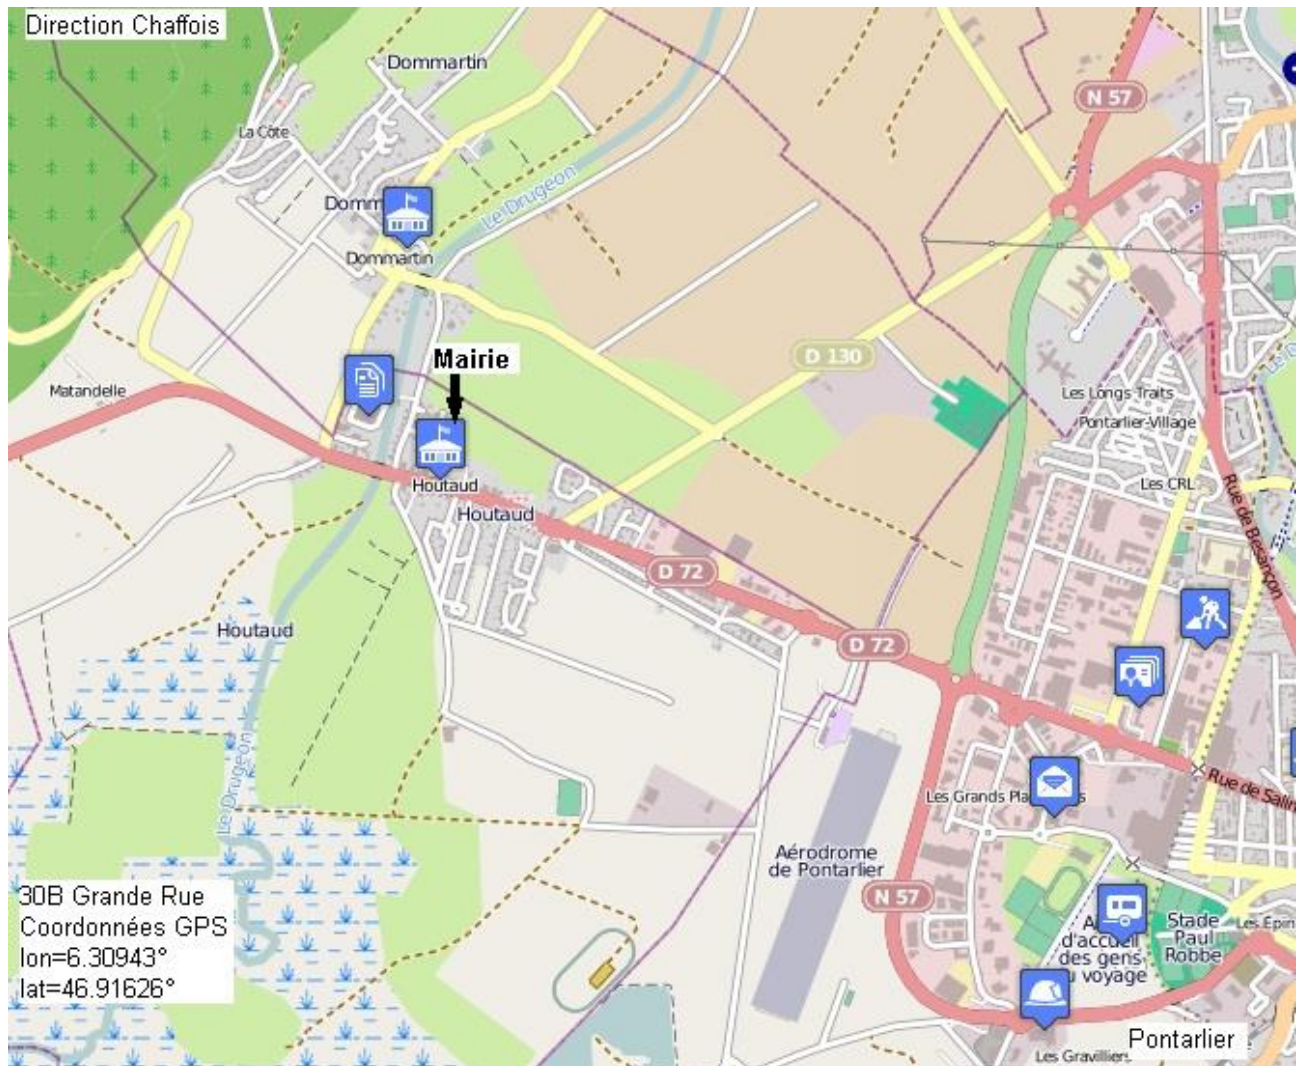 Direction Chaffois
Dommartin
N 57
La Côte
Le Drugeon
Domm
Dommartin
Mairie
D 130
Matandelle
Les Longs Traits
Pontarlier-Village
Houtaud
Les CRL
Houtaud
Rue de Besançon
D 72
Houtaud
D 72
Le Drugeon
Rue de Salin
Les Grands Pla
s
Aérodrome
de Pontarlier
30B Grande Rue
Coordonnées GPS
lon=6.30943°
lat=46.91626°
N 57
Stade
Paul
Robbe
Les Épin
d'accueil
des gens
u voyage
Pontarlier
Les Gravilliers